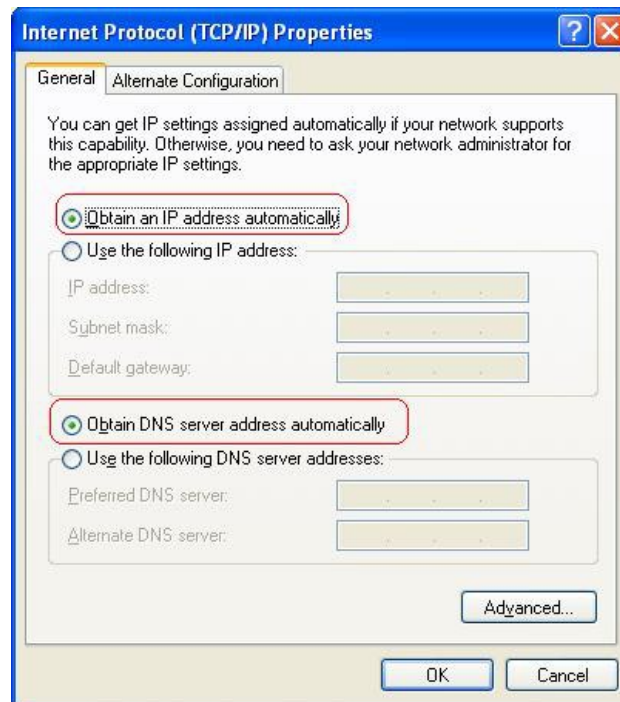 Internet Protocol (TCP/IP) Properties
General
Alternate Configuration
You can get IP settings assigned automatically if your network supports
this capability. Otherwise, you need to ask your network administrator for
the appropriate IP settings.
Obtain an IP address automatically
Use the following IP address:
IP address:
Subnet mask:
Default gateway:
Obtain DNS server address automatically
Use the following DNS server addresses:
Preferred DNS server:
Alternate DNS server:
Advanced...
OK
Cancel